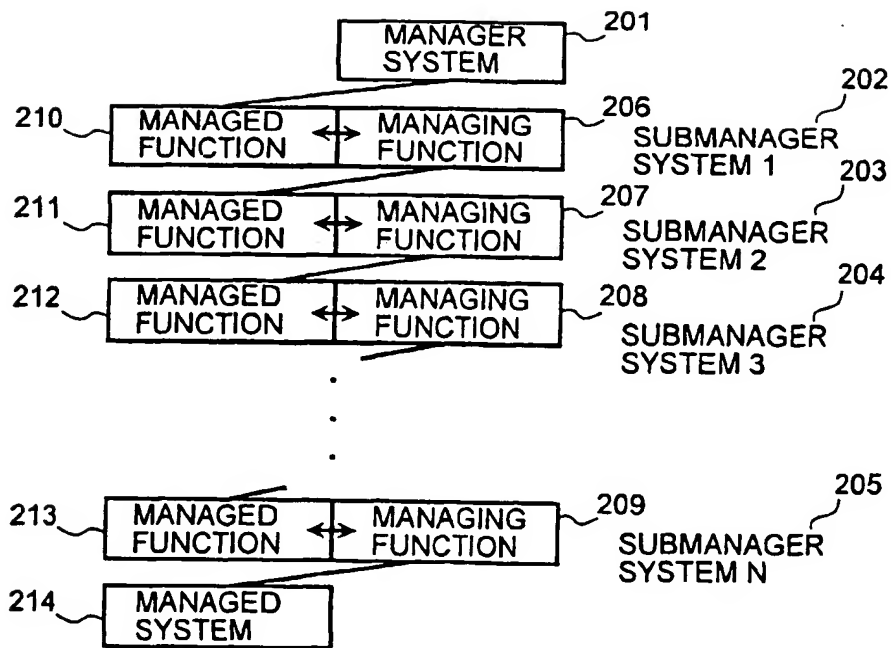 MANAGER
SYSTEM
201
210
MANAGED
FUNCTION
MANAGING
FUNCTION
206
SUBMANAGER
SYSTEM 1
202
211
MANAGED
FUNCTION
MANAGING
FUNCTION
207
SUBMANAGER
SYSTEM 2
203
212
MANAGED
FUNCTION
MANAGING
FUNCTION
208
SUBMANAGER
SYSTEM 3
204
213
MANAGED
FUNCTION
MANAGING
FUNCTION
209
SUBMANAGER
SYSTEM N
205
214
MANAGED
SYSTEM